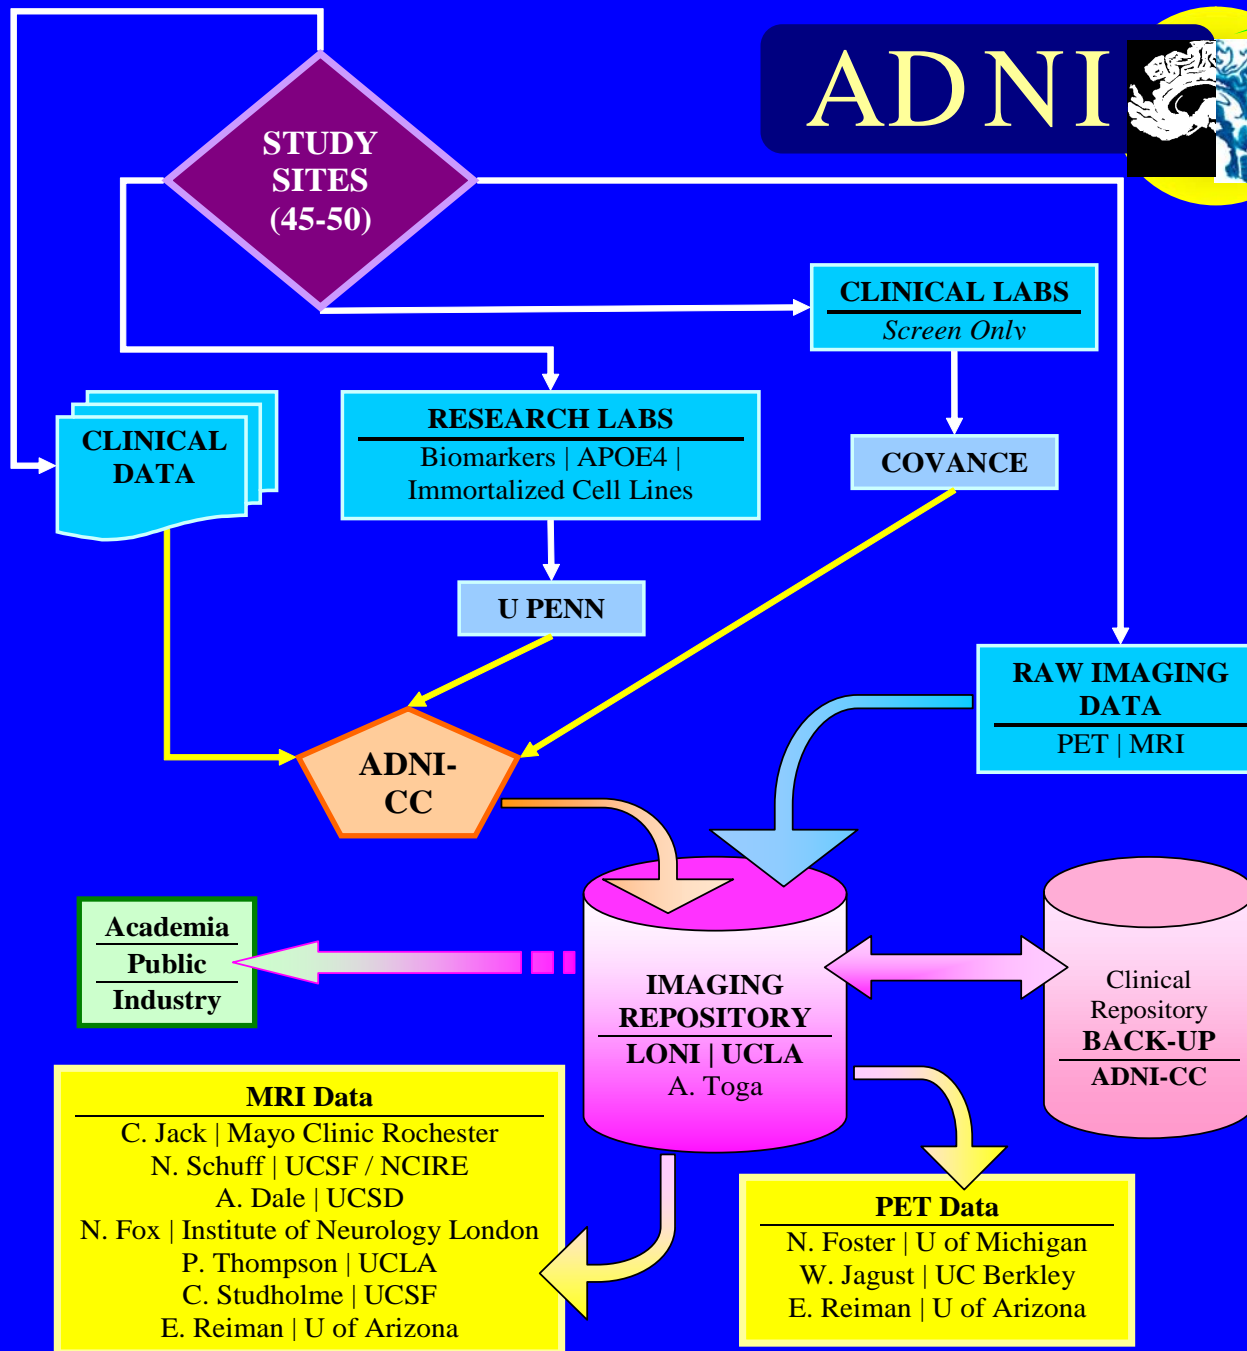 ADNI
STUDY
SITES
(45-50)
CLINICAL LABS
Screen Only
CLINICAL
DATA
RESEARCH LABS
Biomarkers | APOE4 |
Immortalized Cell Lines
COVANCE
U PENN
RAW IMAGING
DATA
PET | MRI
ADNI-
CC
Academia
Public
Industry
IMAGING
REPOSITORY
LONI | UCLA
A. Toga
Clinical
Repository
BACK-UP
ADNI-CC
MRI Data
C. Jack | Mayo Clinic Rochester
N. Schuff | UCSF / NCIRE
A. Dale | UCSD
N. Fox | Institute of Neurology London
P. Thompson | UCLA
C. Studholme | UCSF
E. Reiman | U of Arizona
PET Data
N. Foster | U of Michigan
W. Jagust | UC Berkley
E. Reiman | U of Arizona